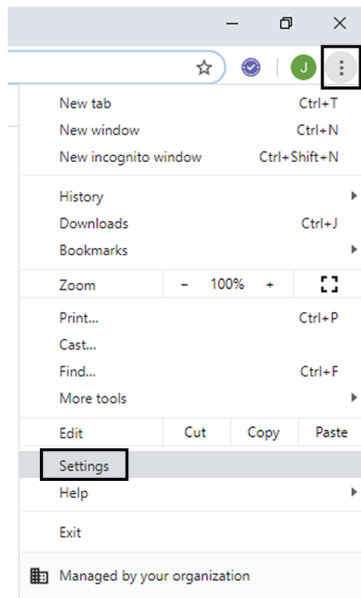 J
New tab Ctrl+T
New window Ctrl+N
New incognito window Ctrl+Shift+N
History
Downloads Ctrl+J
Bookmarks
Zoom - 100% +
Print... Ctrl+P
Cast...
Find... Ctrl+F
More tools
Edit Cut Copy Paste
Settings
Help
Exit
Managed by your organization